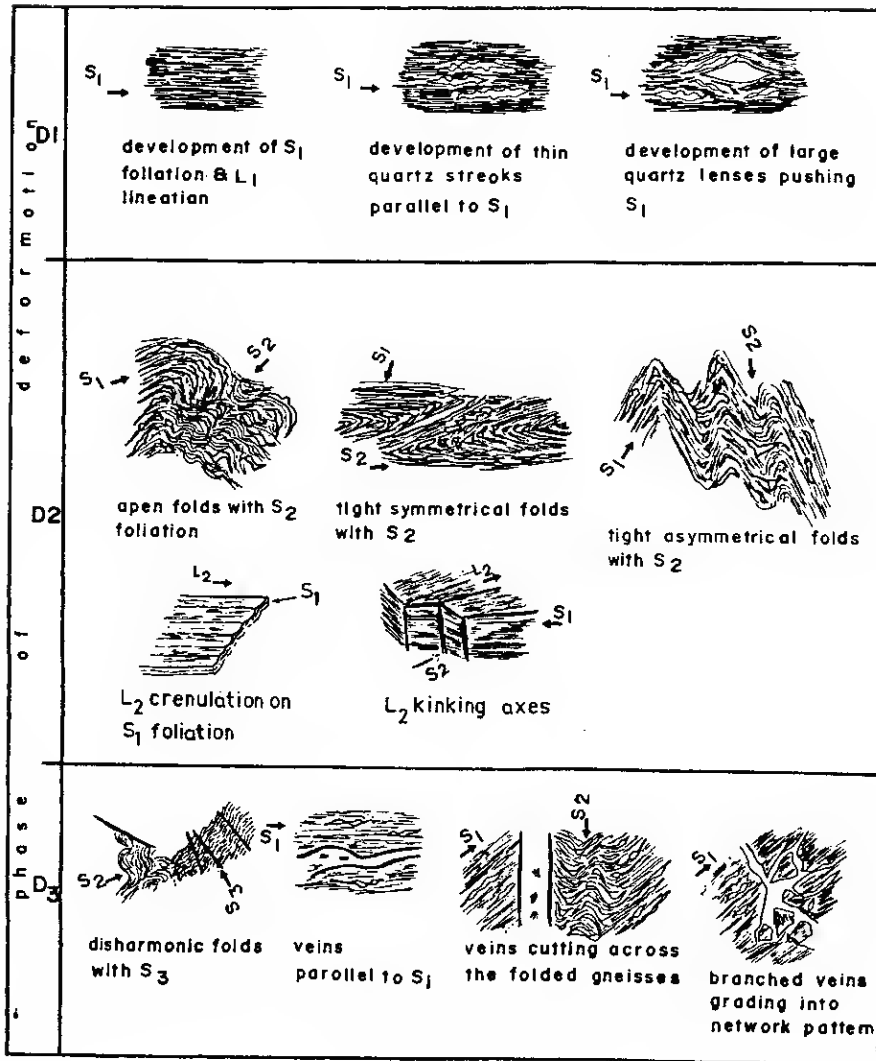 phase of deformation
D1
S1
development of S1
foliation & L1
lineation
S1
development of thin
quartz streoks
parallel to S1
S1
development of large
quartz lenses pushing
S1
D2
S1
S2
apen folds with S2
foliation
S1
S2
tight symmetrical folds
with S2
S1
S2
tight asymmetrical folds
with S2
L2
S1
L2 crenulation on
S1 foliation
L2
S1
S2
L2 kinking axes
D3
S2
S3
disharmonic folds
with S3
S1
veins
parollel to S1
S1
S2
veins cutting across
the folded gneisses
S1
branched veins
grading into
network pattern